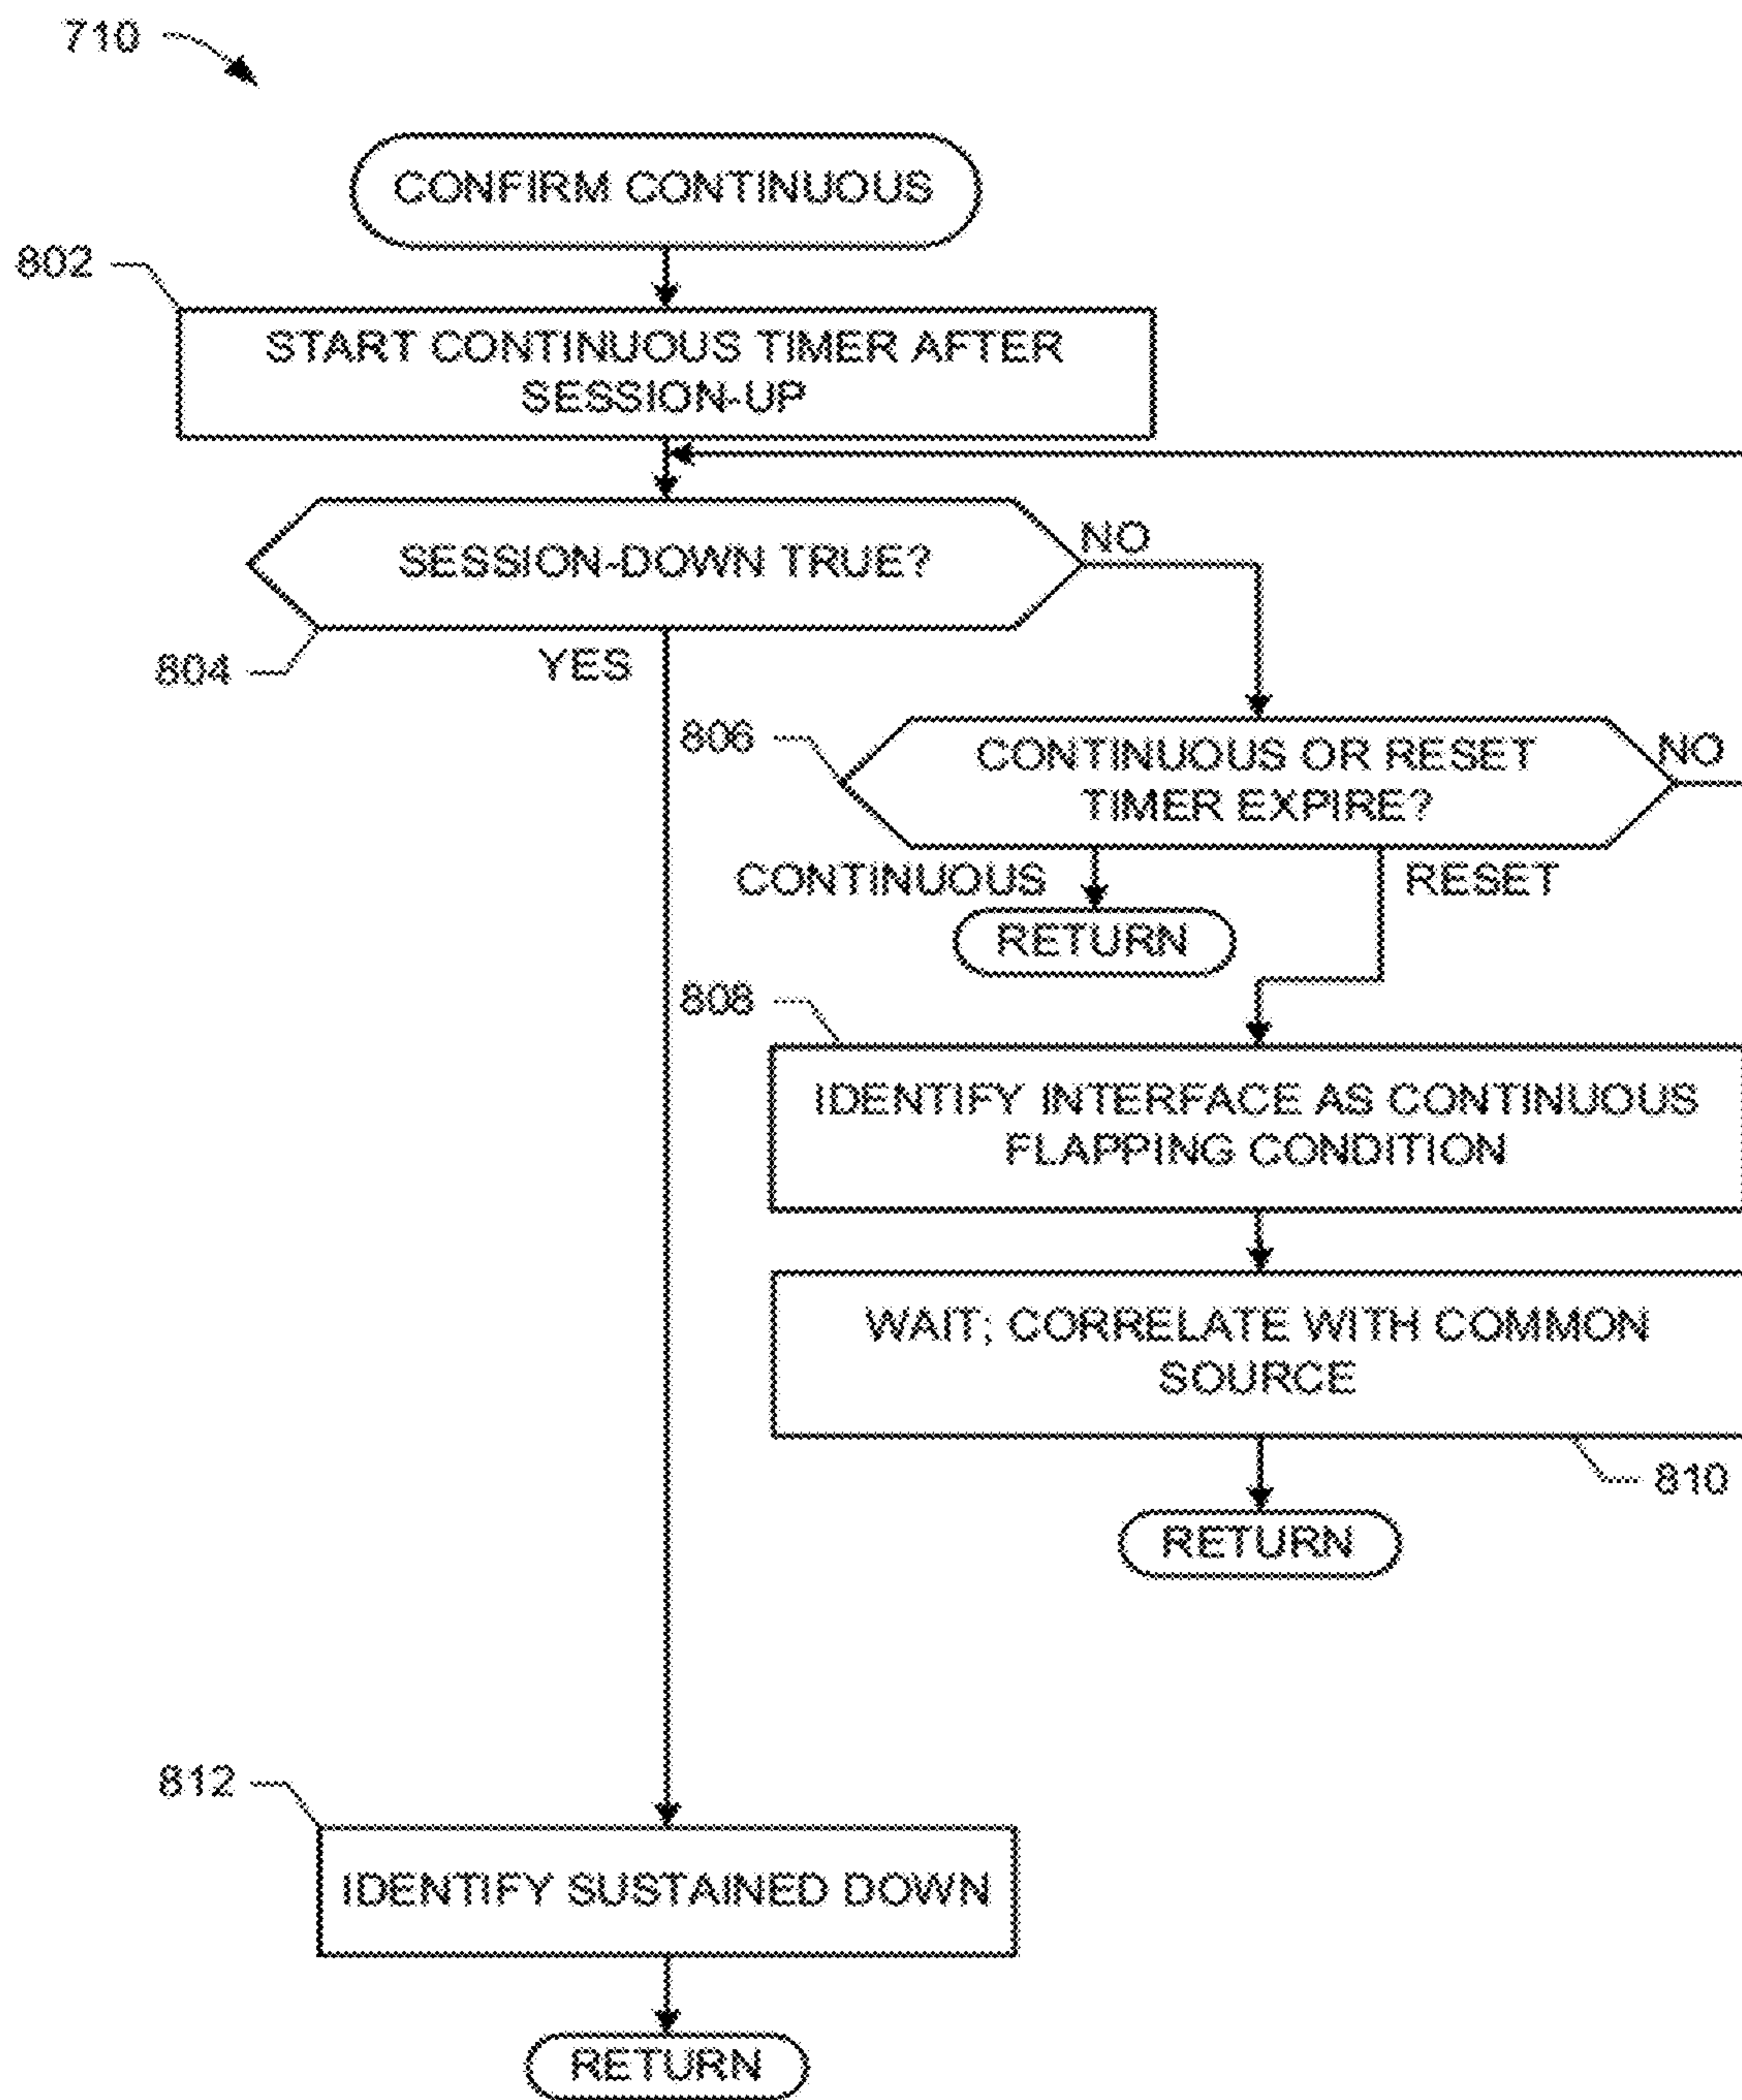 710
CONFIRM CONTINUOUS
802
START CONTINUOUS TIMER AFTER
SESSION-UP
SESSION-DOWN TRUE?
NO
804
YES
806
CONTINUOUS OR RESET
TIMER EXPIRE?
NO
CONTINUOUS
RESET
RETURN
808
IDENTIFY INTERFACE AS CONTINUOUS
FLAPPING CONDITION
WAIT; CORRELATE WITH COMMON
SOURCE
810
RETURN
812
IDENTIFY SUSTAINED DOWN
RETURN